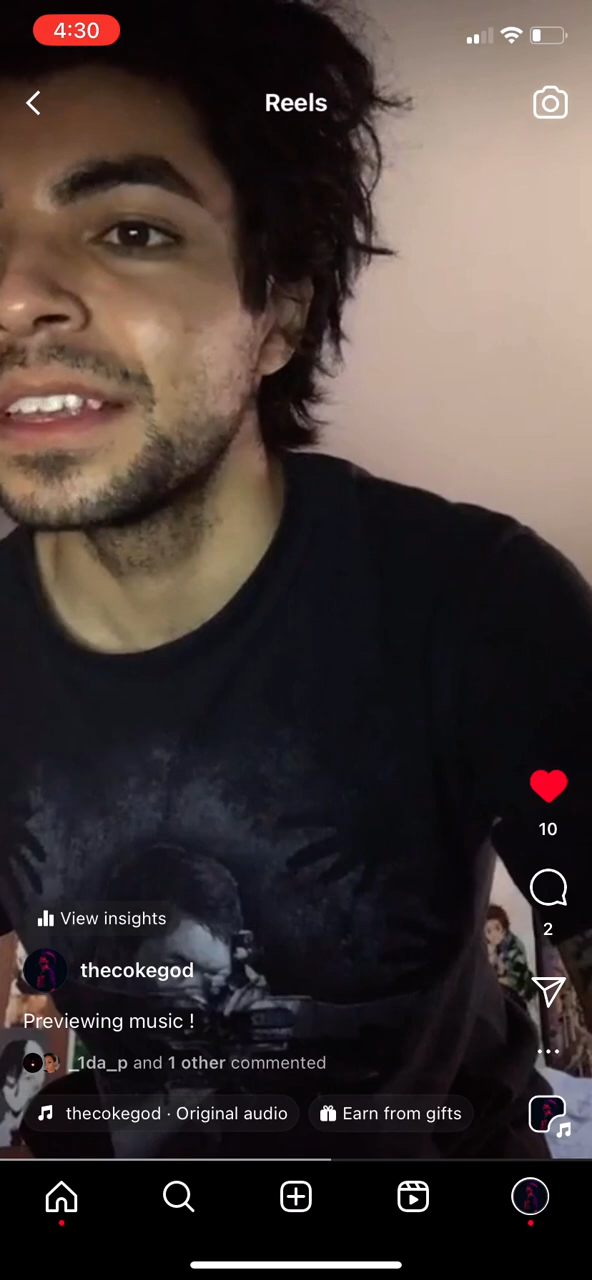 4:30
Reels
10
2
View insights
thecokegod
Previewing music !
_1da_p and 1 other commented
thecokegod · Original audio
Earn from gifts